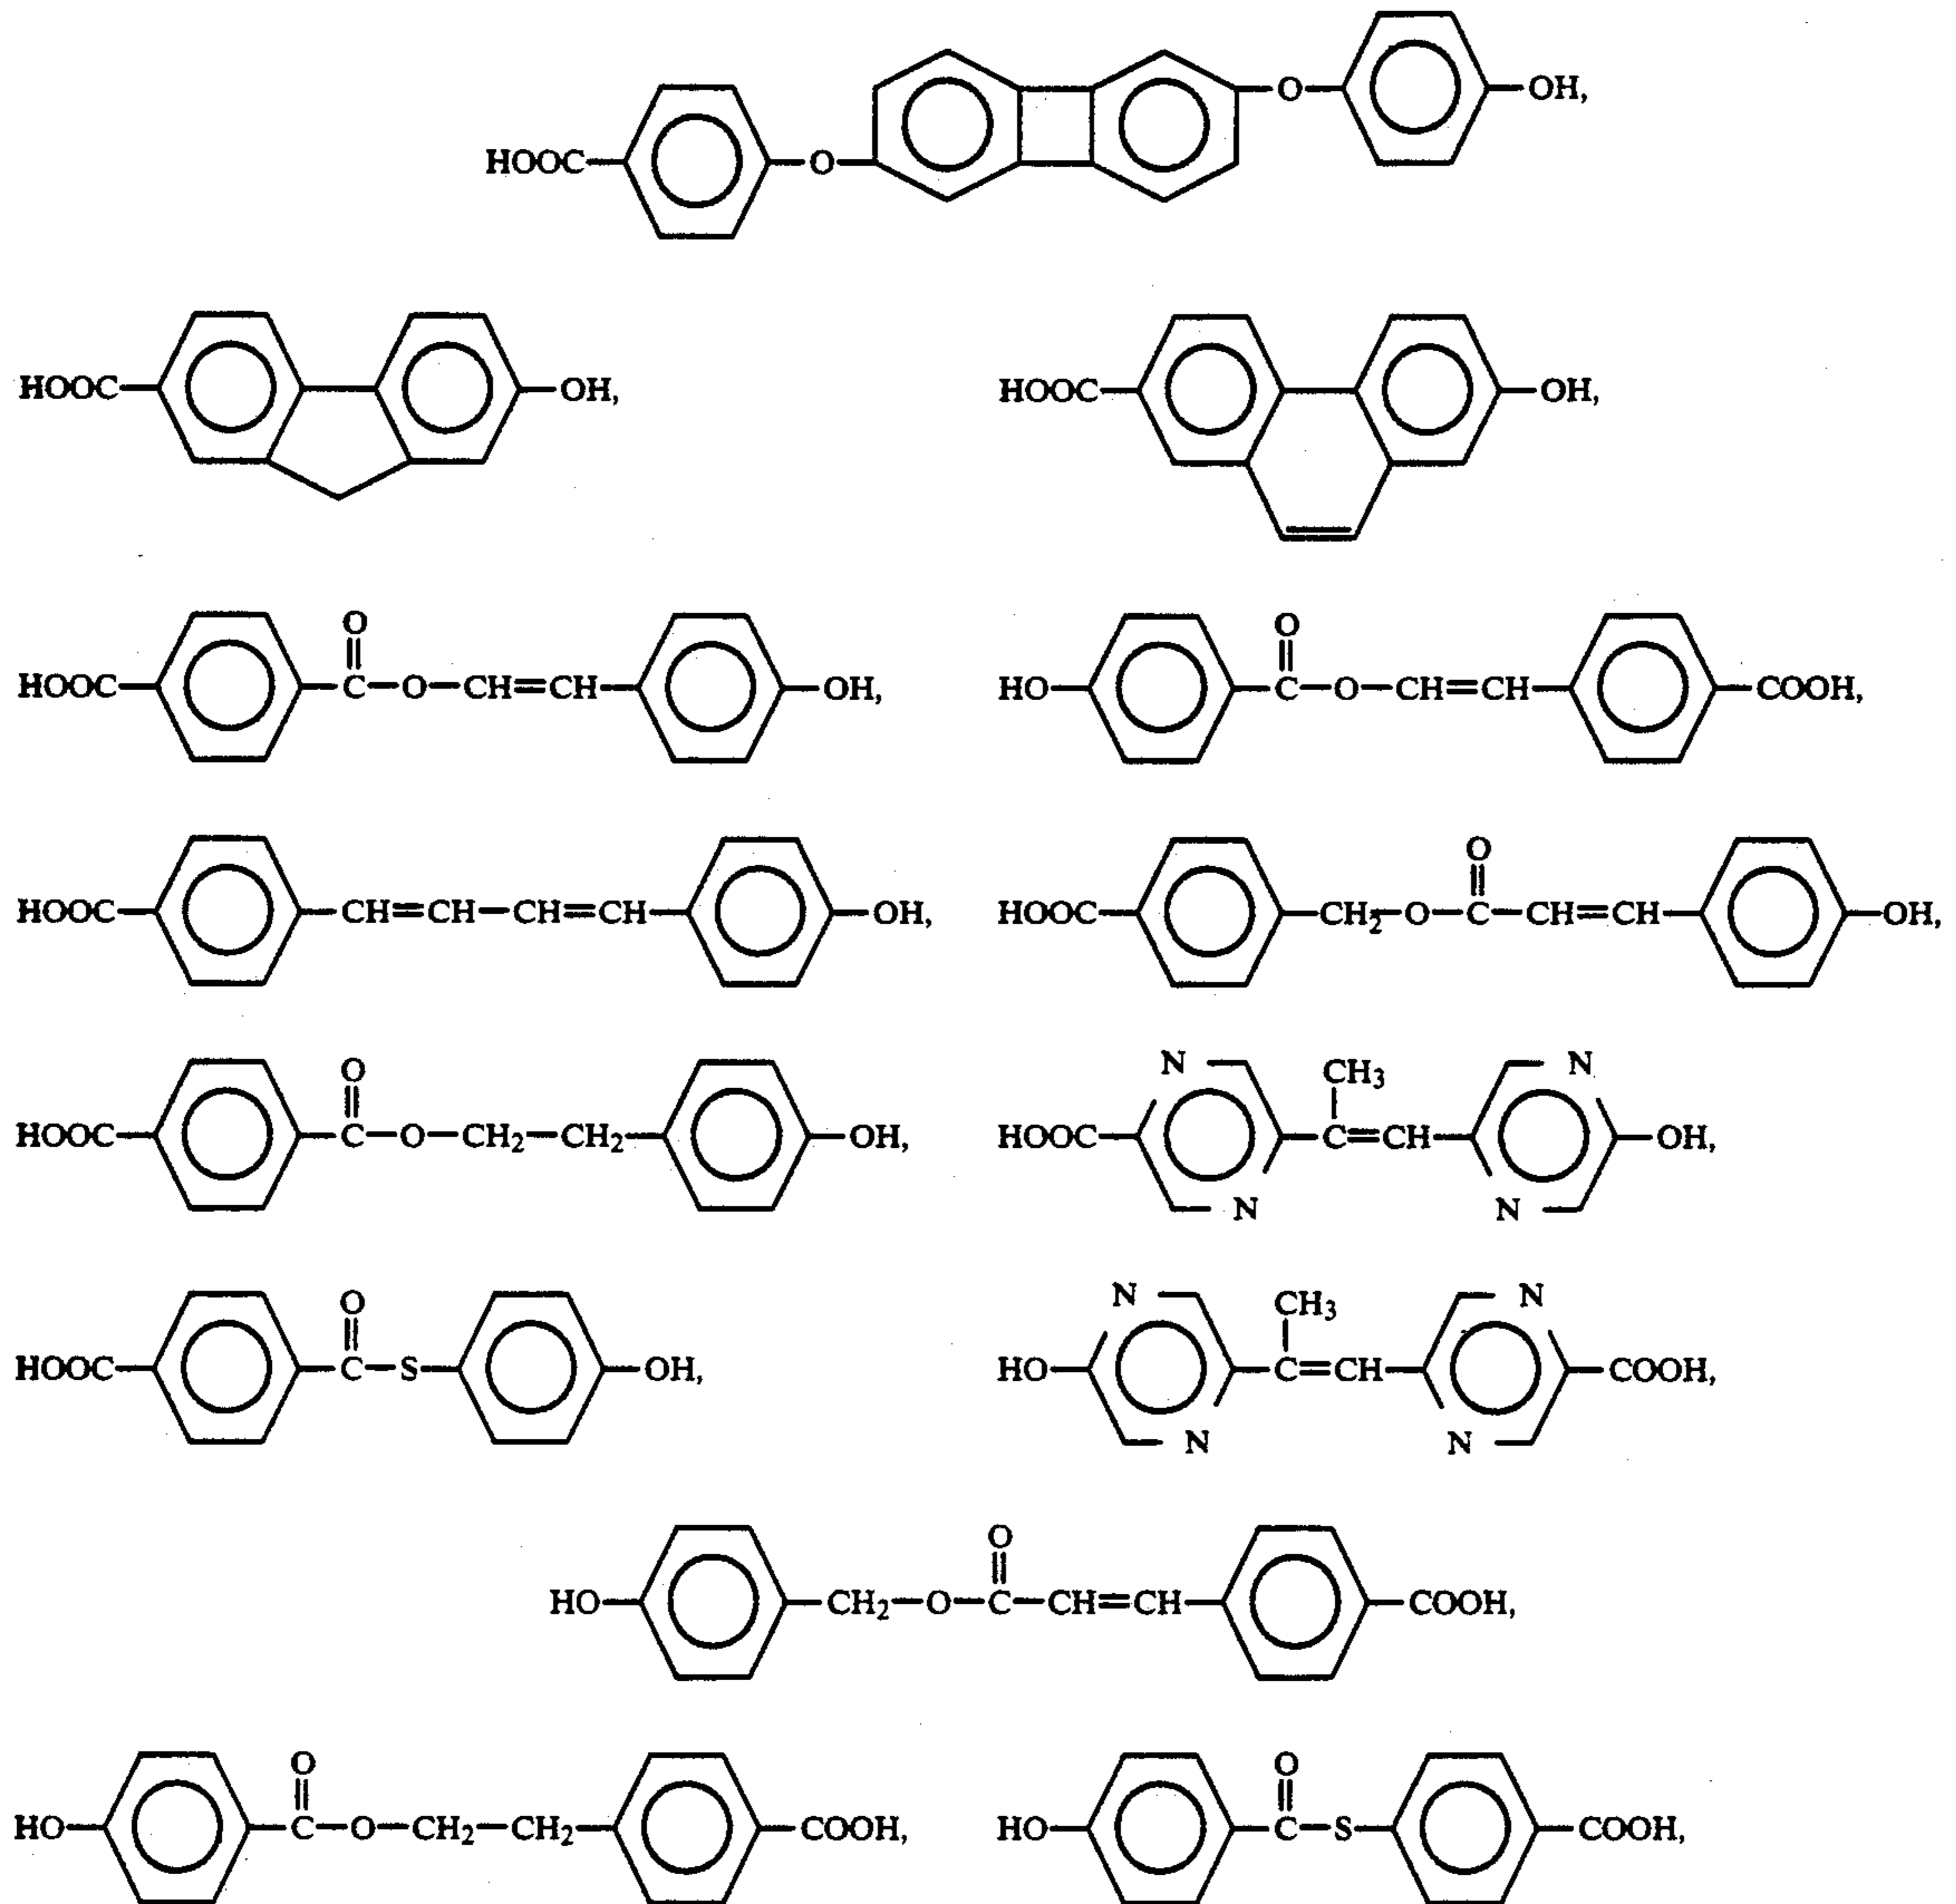 HOOC O O OH,
HOOC OH, HOOC OH,
O O
HOOC C—O—CH=CH OH, HO C—O—CH=CH COOH,
O
HOOC CH=CH—CH=CH OH, HOOC CH₂—O—C—CH=CH OH,
O N CH₃ N
HOOC C—O—CH₂—CH₂ OH, HOOC C=CH OH,
N N
O N CH₃ N
HOOC C—S OH, HO C=CH COOH,
N N
O
HO CH₂—O—C—CH=CH COOH,
O O
HO C—O—CH₂—CH₂ COOH, HO C—S COOH,